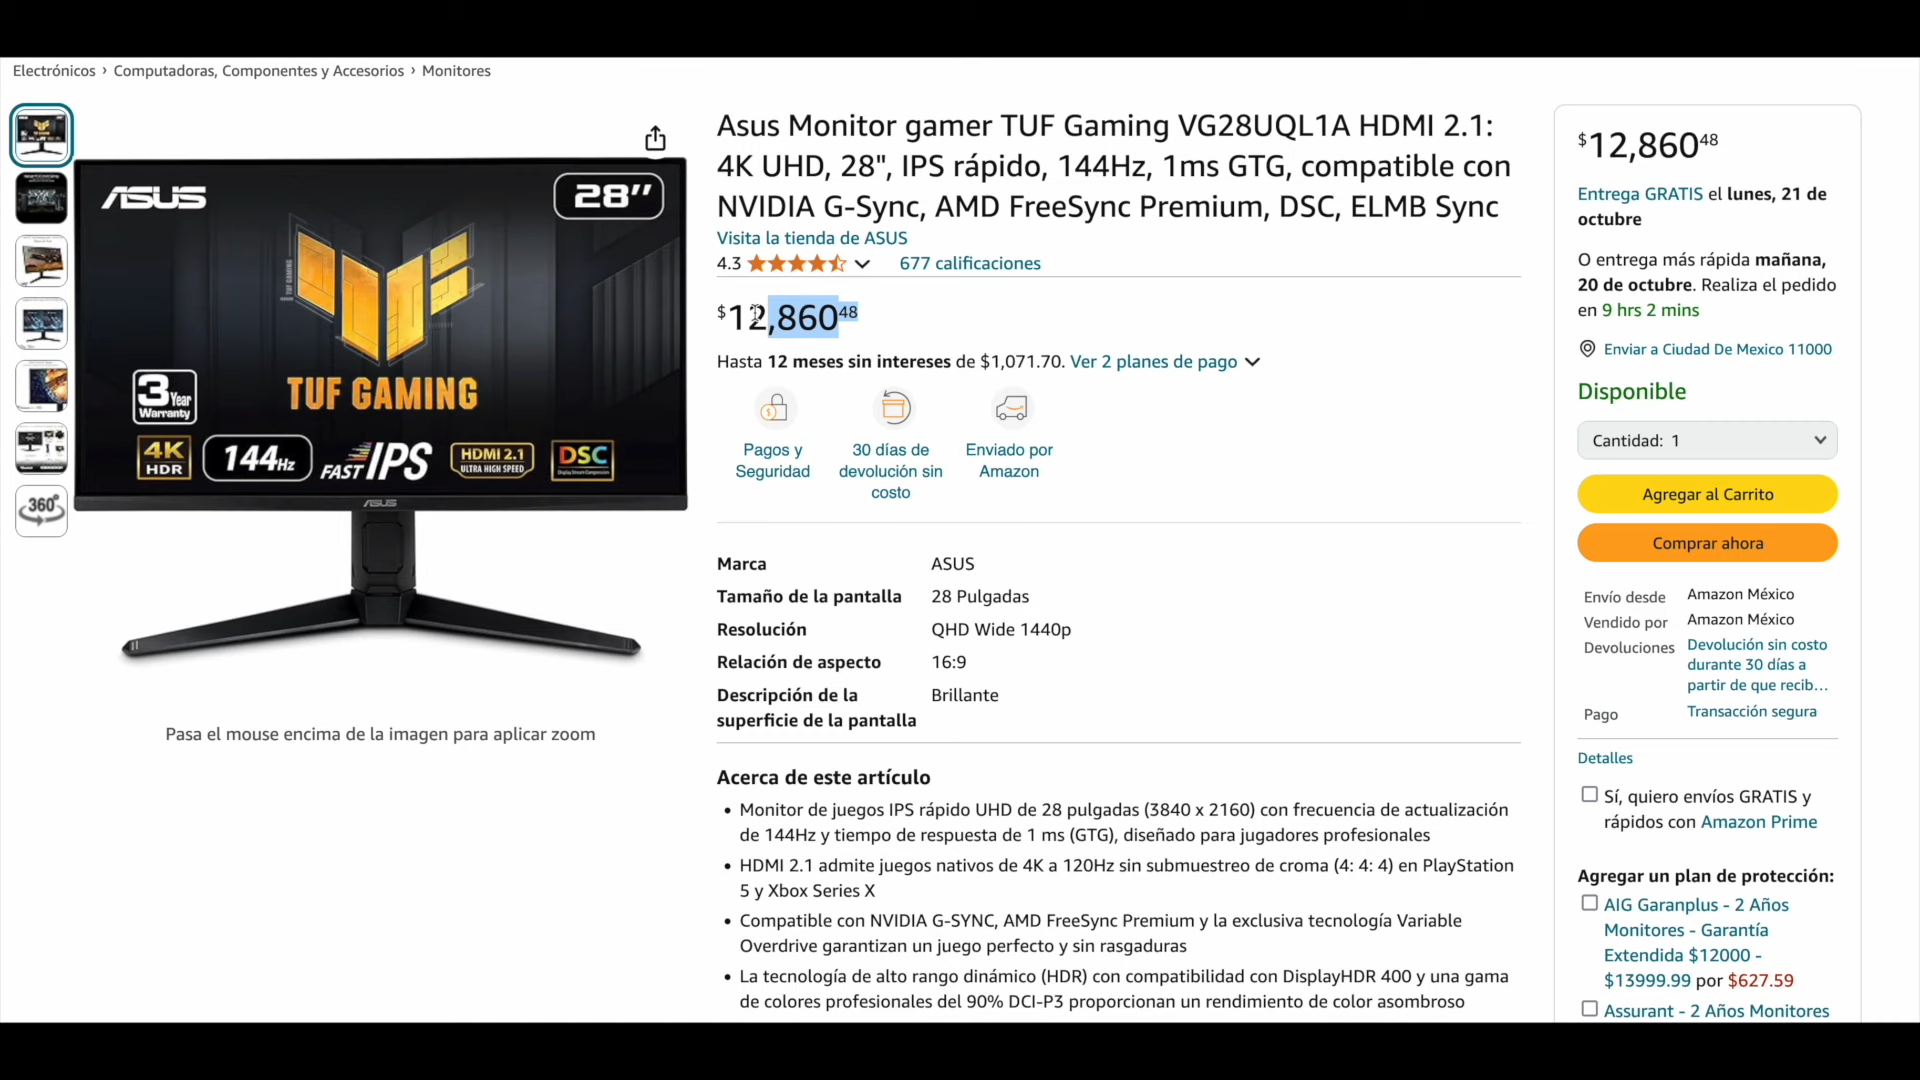 Electrónicos › Computadoras, Componentes y Accesorios › Monitores
ASUS
28″
TUF GAMING
TUF GAMING
3 Year
Warranty
4K
HDR
144Hz
FAST IPS
HDMI 2.1
ULTRA HIGH SPEED
DSC
Display Stream Compression
ASUS
360°
Pasa el mouse encima de la imagen para aplicar zoom
Asus Monitor gamer TUF Gaming VG28UQL1A HDMI 2.1:
4K UHD, 28", IPS rápido, 144Hz, 1ms GTG, compatible con
NVIDIA G-Sync, AMD FreeSync Premium, DSC, ELMB Sync
Visita la tienda de ASUS
4.3 677 calificaciones
$12,86048
Hasta 12 meses sin intereses de $1,071.70. Ver 2 planes de pago
Pagos y
Seguridad
30 días de
devolución sin
costo
Enviado por
Amazon
Marca ASUS
Tamaño de la pantalla 28 Pulgadas
Resolución QHD Wide 1440p
Relación de aspecto 16:9
Descripción de la Brillante
superficie de la pantalla
Acerca de este artículo
• Monitor de juegos IPS rápido UHD de 28 pulgadas (3840 x 2160) con frecuencia de actualización
de 144Hz y tiempo de respuesta de 1 ms (GTG), diseñado para jugadores profesionales
• HDMI 2.1 admite juegos nativos de 4K a 120Hz sin submuestreo de croma (4: 4: 4) en PlayStation
5 y Xbox Series X
• Compatible con NVIDIA G-SYNC, AMD FreeSync Premium y la exclusiva tecnología Variable
Overdrive garantizan un juego perfecto y sin rasgaduras
• La tecnología de alto rango dinámico (HDR) con compatibilidad con DisplayHDR 400 y una gama
de colores profesionales del 90% DCI-P3 proporcionan un rendimiento de color asombroso
$12,86048
Entrega GRATIS el lunes, 21 de
octubre
O entrega más rápida mañana,
20 de octubre. Realiza el pedido
en 9 hrs 2 mins
Enviar a Ciudad De Mexico 11000
Disponible
Cantidad: 1
Agregar al Carrito
Comprar ahora
Envío desde Amazon México
Vendido por Amazon México
Devoluciones Devolución sin costo
durante 30 días a
partir de que recib…
Pago Transacción segura
Detalles
Sí, quiero envíos GRATIS y
rápidos con Amazon Prime
Agregar un plan de protección:
AIG Garanplus - 2 Años
Monitores - Garantía
Extendida $12000 -
$13999.99 por $627.59
Assurant - 2 Años Monitores